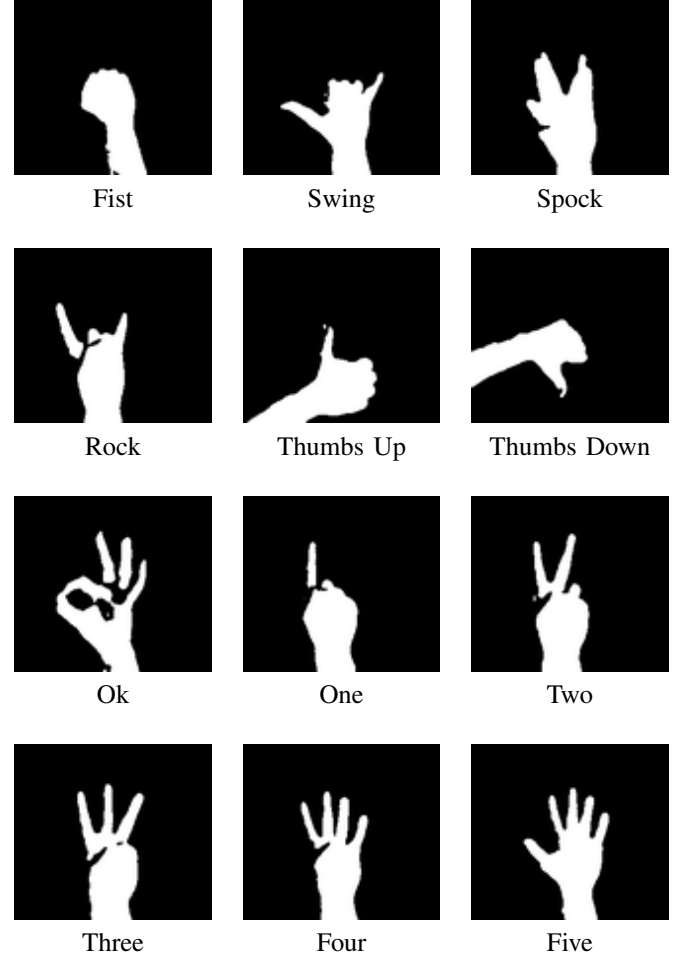 Fist
Swing
Spock
Rock
Thumbs Up
Thumbs Down
Ok
One
Two
Three
Four
Five